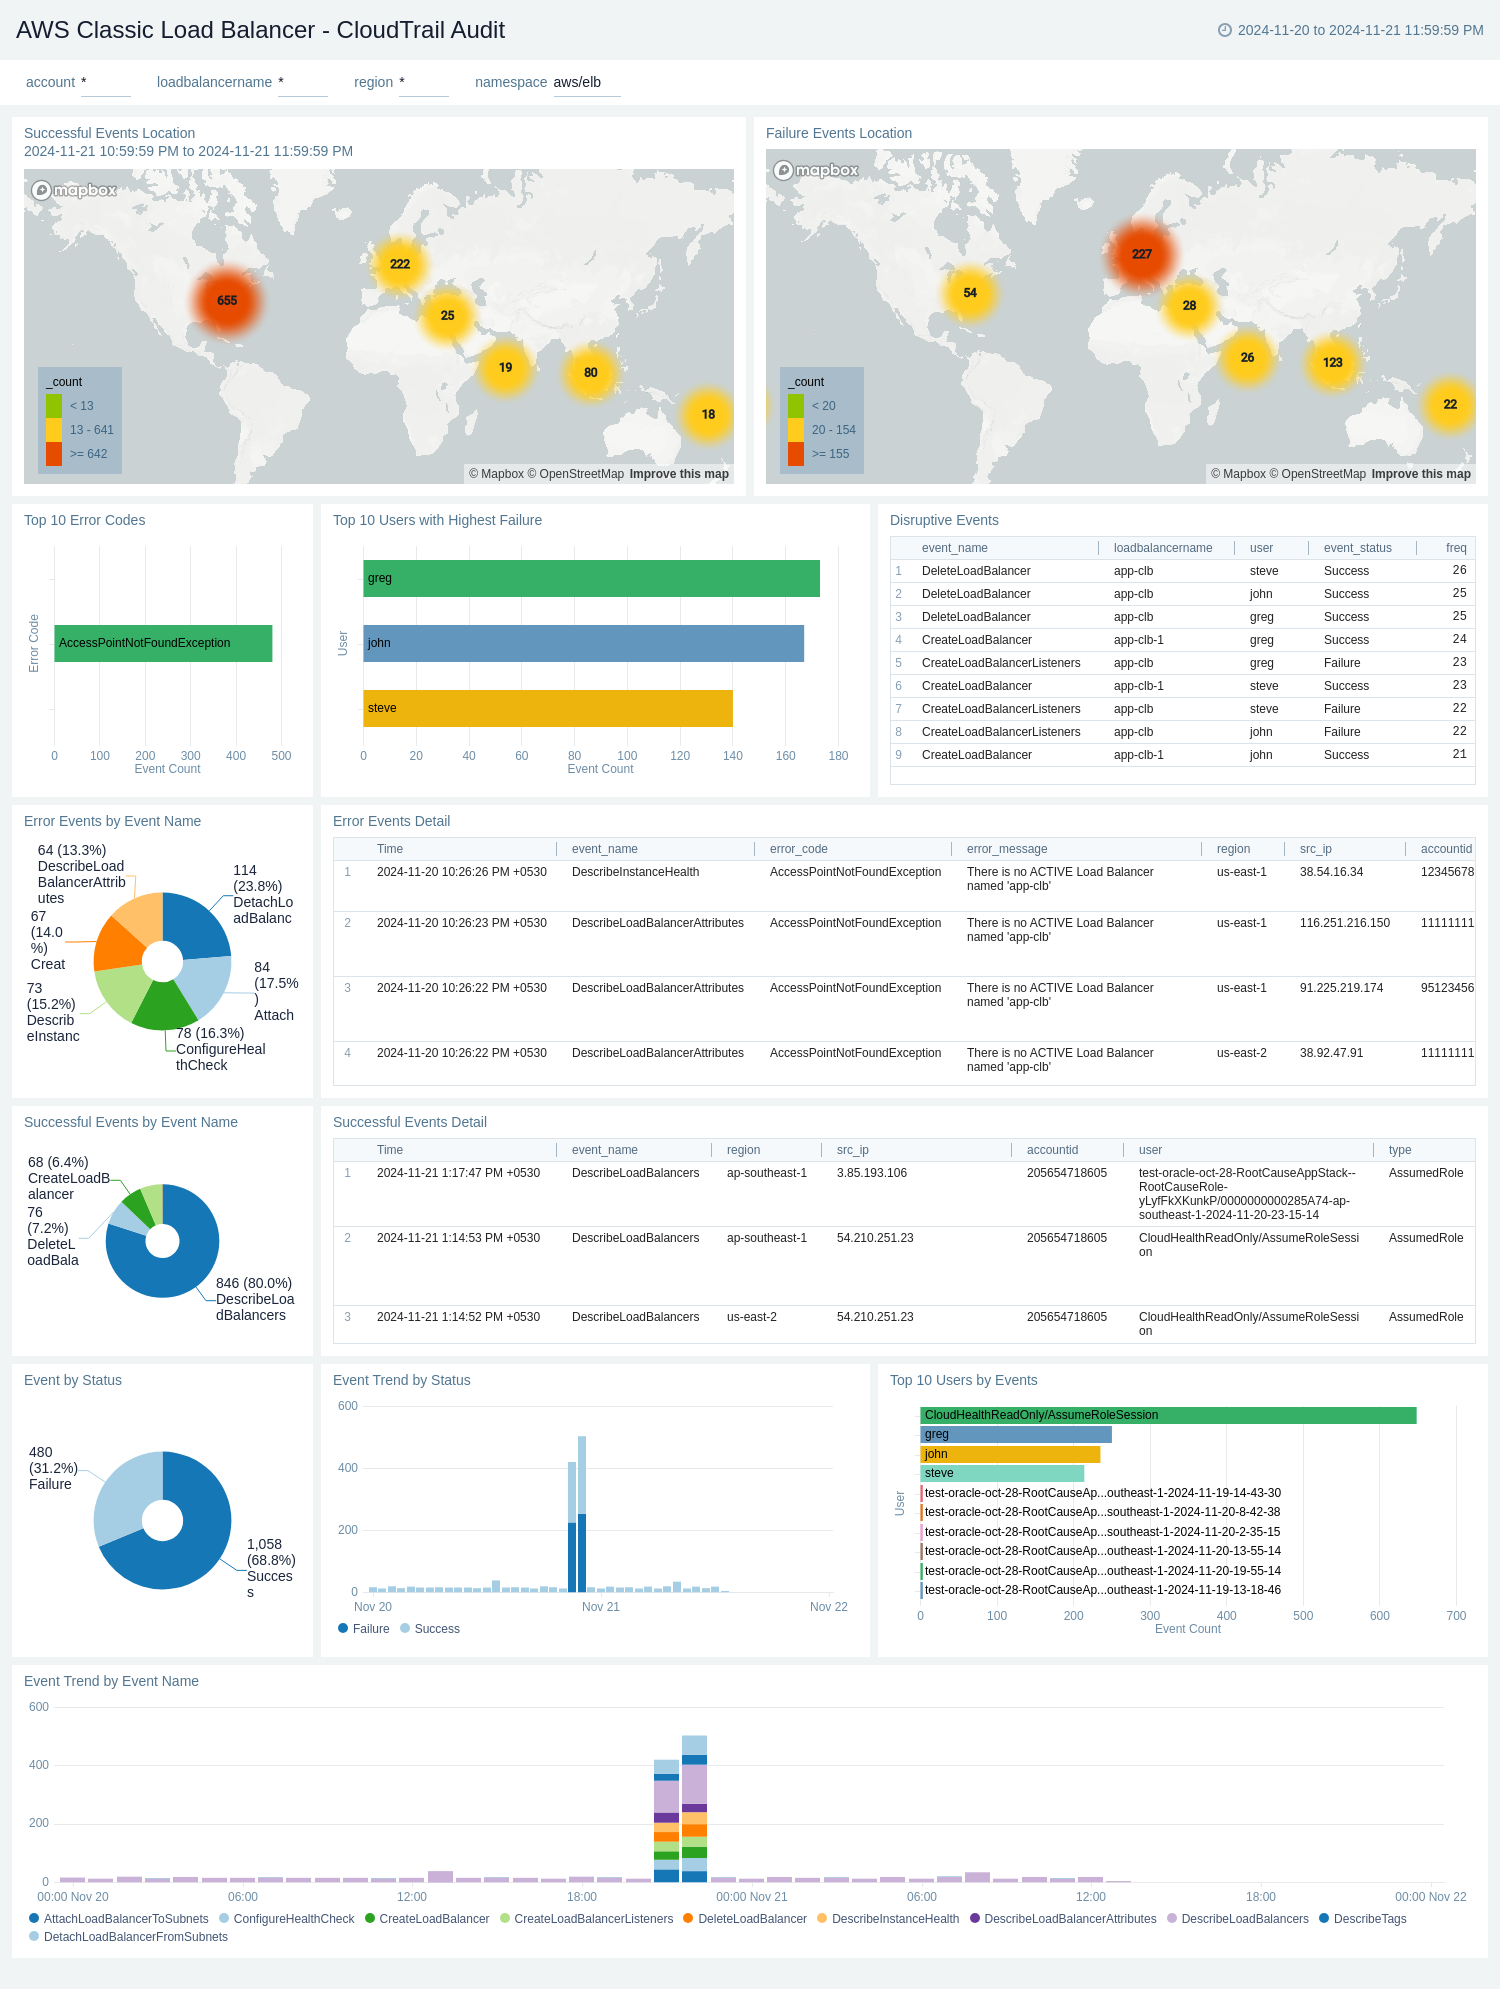 AWS Classic Load Balancer - CloudTrail Audit
2024-11-20 to 2024-11-21 11:59:59 PM
account * loadbalancername * region * namespace aws/elb
Successful Events Location
2024-11-21 10:59:59 PM to 2024-11-21 11:59:59 PM
mapbox
222
655
25
19
80
18
_count
< 13
13 - 641
>= 642
© Mapbox © OpenStreetMap Improve this map
Failure Events Location
mapbox
227
54
28
26
123
22
_count
< 20
20 - 154
>= 155
© Mapbox © OpenStreetMap Improve this map
Top 10 Error Codes
Error Code
AccessPointNotFoundException
0 100 200 300 400 500
Event Count
Top 10 Users with Highest Failure
User
greg
john
steve
0 20 40 60 80 100 120 140 160 180
Event Count
Disruptive Events
event_name loadbalancername user event_status freq
1 DeleteLoadBalancer app-clb steve Success 26
2 DeleteLoadBalancer app-clb john Success 25
3 DeleteLoadBalancer app-clb greg Success 25
4 CreateLoadBalancer app-clb-1 greg Success 24
5 CreateLoadBalancerListeners app-clb greg Failure 23
6 CreateLoadBalancer app-clb-1 steve Success 23
7 CreateLoadBalancerListeners app-clb steve Failure 22
8 CreateLoadBalancerListeners app-clb john Failure 22
9 CreateLoadBalancer app-clb-1 john Success 21
Error Events by Event Name
64 (13.3%)
DescribeLoad
BalancerAttrib
utes
67
(14.0
%)
Creat
73
(15.2%)
Describ
eInstanc
114
(23.8%)
DetachLo
adBalanc
84
(17.5%
)
Attach
78 (16.3%)
ConfigureHeal
thCheck
Error Events Detail
Time event_name error_code error_message region src_ip accountid
1 2024-11-20 10:26:26 PM +0530 DescribeInstanceHealth AccessPointNotFoundException There is no ACTIVE Load Balancer us-east-1 38.54.16.34 12345678
named 'app-clb'
2 2024-11-20 10:26:23 PM +0530 DescribeLoadBalancerAttributes AccessPointNotFoundException There is no ACTIVE Load Balancer us-east-1 116.251.216.150 11111111
named 'app-clb'
3 2024-11-20 10:26:22 PM +0530 DescribeLoadBalancerAttributes AccessPointNotFoundException There is no ACTIVE Load Balancer us-east-1 91.225.219.174 95123456
named 'app-clb'
4 2024-11-20 10:26:22 PM +0530 DescribeLoadBalancerAttributes AccessPointNotFoundException There is no ACTIVE Load Balancer us-east-2 38.92.47.91 11111111
named 'app-clb'
Successful Events by Event Name
68 (6.4%)
CreateLoadB
alancer
76
(7.2%)
DeleteL
oadBala
846 (80.0%)
DescribeLoa
dBalancers
Successful Events Detail
Time event_name region src_ip accountid user type
1 2024-11-21 1:17:47 PM +0530 DescribeLoadBalancers ap-southeast-1 3.85.193.106 205654718605 test-oracle-oct-28-RootCauseAppStack-- AssumedRole
RootCauseRole-
yLyfFkXKunkP/0000000000285A74-ap-
southeast-1-2024-11-20-23-15-14
2 2024-11-21 1:14:53 PM +0530 DescribeLoadBalancers ap-southeast-1 54.210.251.23 205654718605 CloudHealthReadOnly/AssumeRoleSessi AssumedRole
on
3 2024-11-21 1:14:52 PM +0530 DescribeLoadBalancers us-east-2 54.210.251.23 205654718605 CloudHealthReadOnly/AssumeRoleSessi AssumedRole
on
Event by Status
480
(31.2%)
Failure
1,058
(68.8%)
Succes
s
Event Trend by Status
600
400
200
0
Nov 20 Nov 21 Nov 22
Failure Success
Top 10 Users by Events
User
CloudHealthReadOnly/AssumeRoleSession
greg
john
steve
test-oracle-oct-28-RootCauseAp...outheast-1-2024-11-19-14-43-30
test-oracle-oct-28-RootCauseAp...southeast-1-2024-11-20-8-42-38
test-oracle-oct-28-RootCauseAp...southeast-1-2024-11-20-2-35-15
test-oracle-oct-28-RootCauseAp...outheast-1-2024-11-20-13-55-14
test-oracle-oct-28-RootCauseAp...outheast-1-2024-11-20-19-55-14
test-oracle-oct-28-RootCauseAp...outheast-1-2024-11-19-13-18-46
0 100 200 300 400 500 600 700
Event Count
Event Trend by Event Name
600
400
200
0
00:00 Nov 20 06:00 12:00 18:00 00:00 Nov 21 06:00 12:00 18:00 00:00 Nov 22
AttachLoadBalancerToSubnets ConfigureHealthCheck CreateLoadBalancer CreateLoadBalancerListeners DeleteLoadBalancer DescribeInstanceHealth DescribeLoadBalancerAttributes DescribeLoadBalancers DescribeTags
DetachLoadBalancerFromSubnets